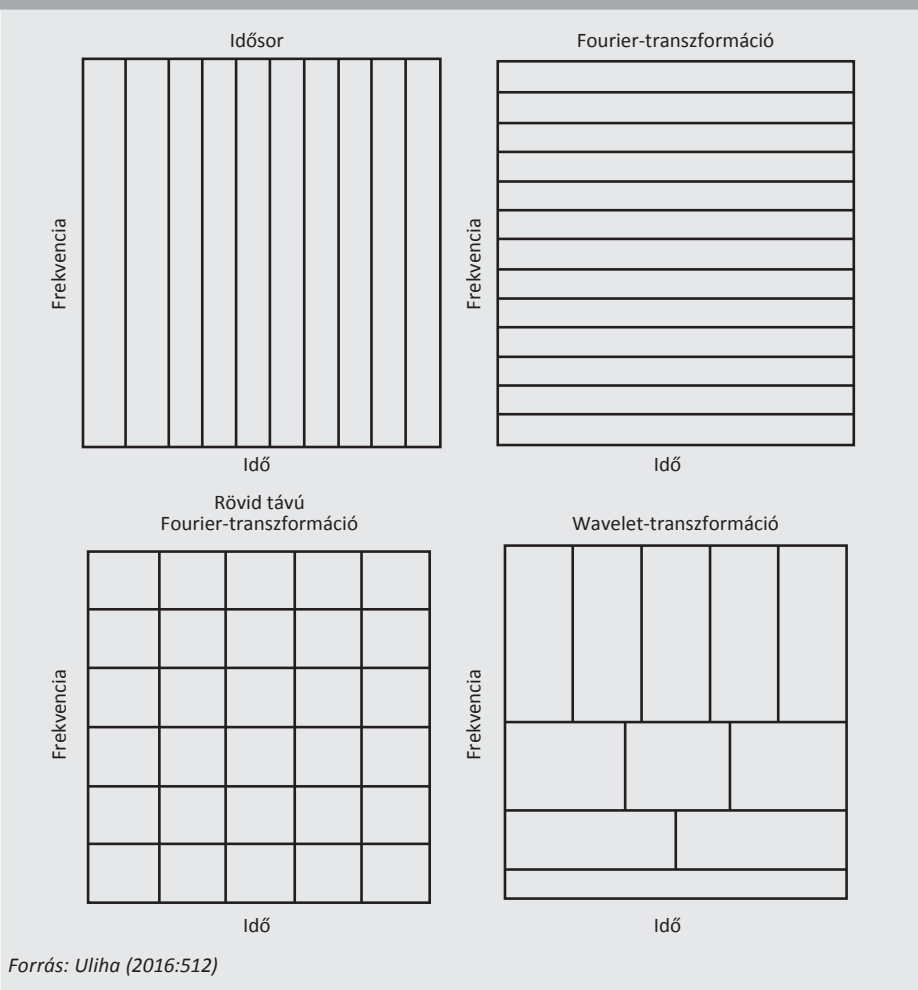 Idősor
Fourier-transzformáció
Frekvencia
Frekvencia
Idő
Idő
Rövid távú
Fourier-transzformáció
Wavelet-transzformáció
Frekvencia
Frekvencia
Idő
Idő
Forrás: Uliha (2016:512)